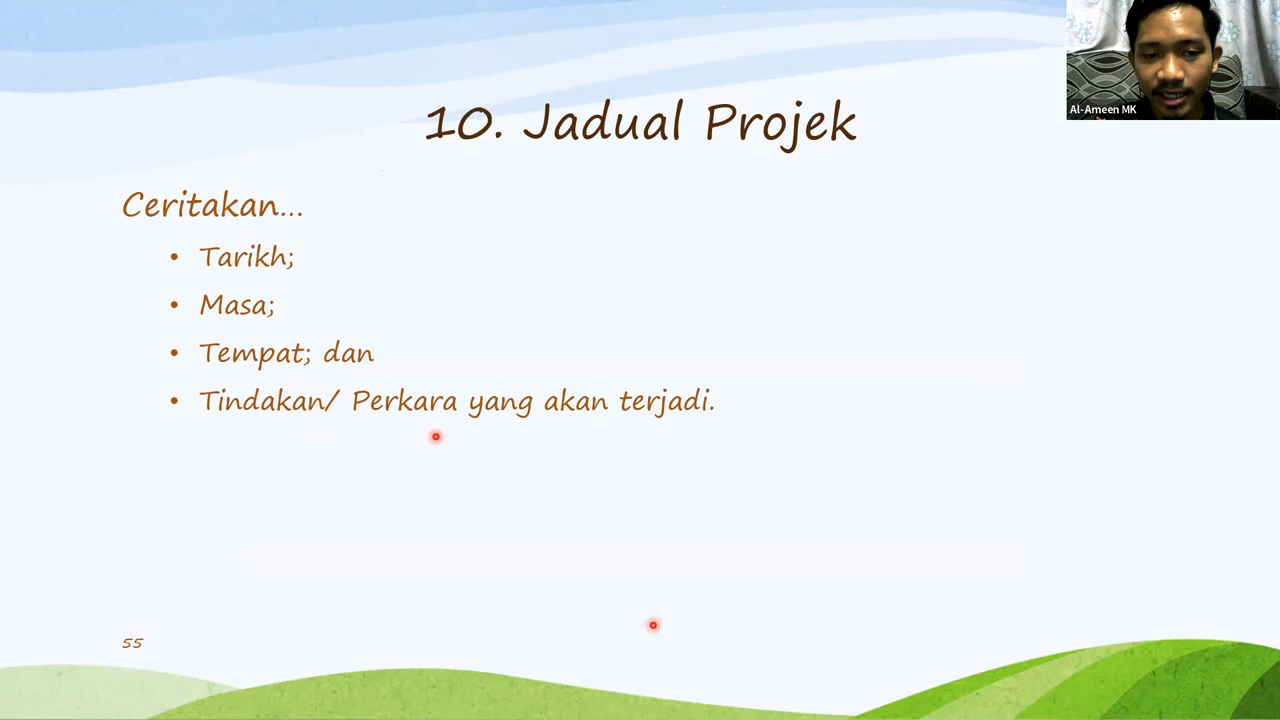 Al-Ameen MK
10. Jadual Projek
Ceritakan...
• Tarikh;
• Masa;
• Tempat; dan
• Tindakan/ Perkara yang akan terjadi.
55